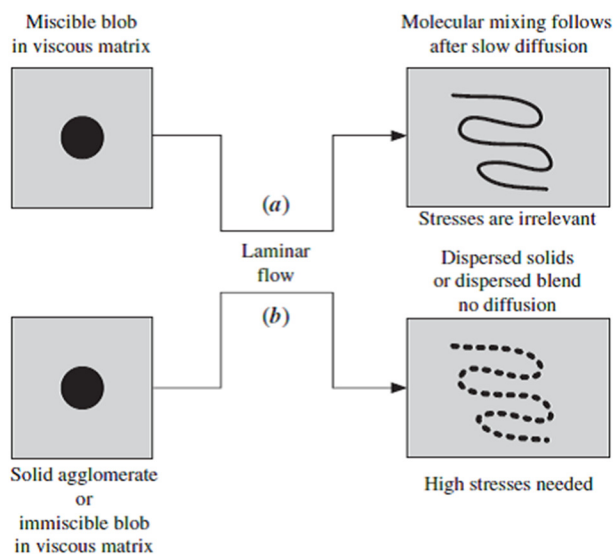 Miscible blob
in viscous matrix
Molecular mixing follows
after slow diffusion
(a)
Stresses are irrelevant
Laminar
flow
Dispersed solids
or dispersed blend
no diffusion
(b)
Solid agglomerate
or
immiscible blob
in viscous matrix
High stresses needed